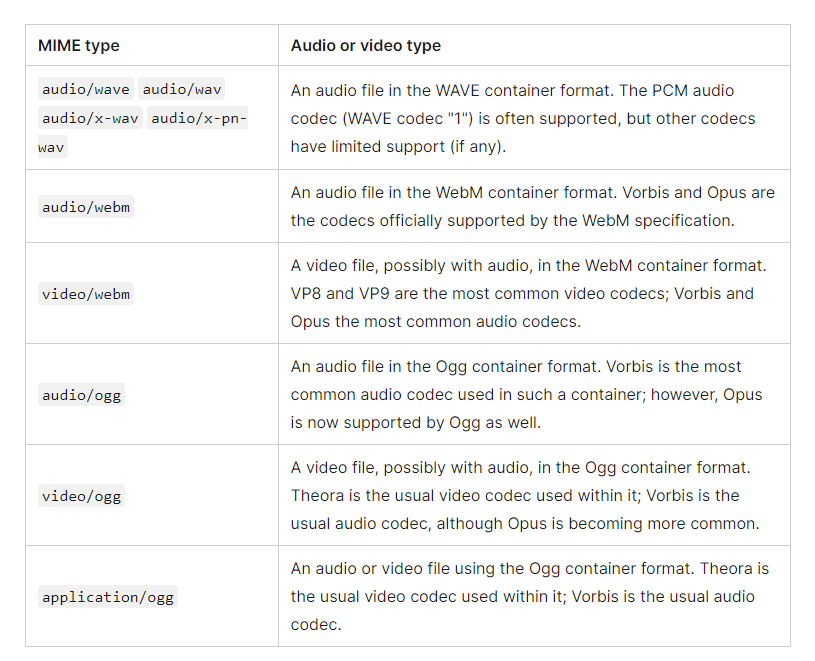 MIME type
Audio or video type
audio/wave audio/wav
audio/x-wav audio/x-pn-
wav
An audio file in the WAVE container format. The PCM audio
codec (WAVE codec "1") is often supported, but other codecs
have limited support (if any).
audio/webm
An audio file in the WebM container format. Vorbis and Opus are
the codecs officially supported by the WebM specification.
video/webm
A video file, possibly with audio, in the WebM container format.
VP8 and VP9 are the most common video codecs; Vorbis and
Opus the most common audio codecs.
audio/ogg
An audio file in the Ogg container format. Vorbis is the most
common audio codec used in such a container; however, Opus
is now supported by Ogg as well.
video/ogg
A video file, possibly with audio, in the Ogg container format.
Theora is the usual video codec used within it; Vorbis is the
usual audio codec, although Opus is becoming more common.
application/ogg
An audio or video file using the Ogg container format. Theora is
the usual video codec used within it; Vorbis is the usual audio
codec.